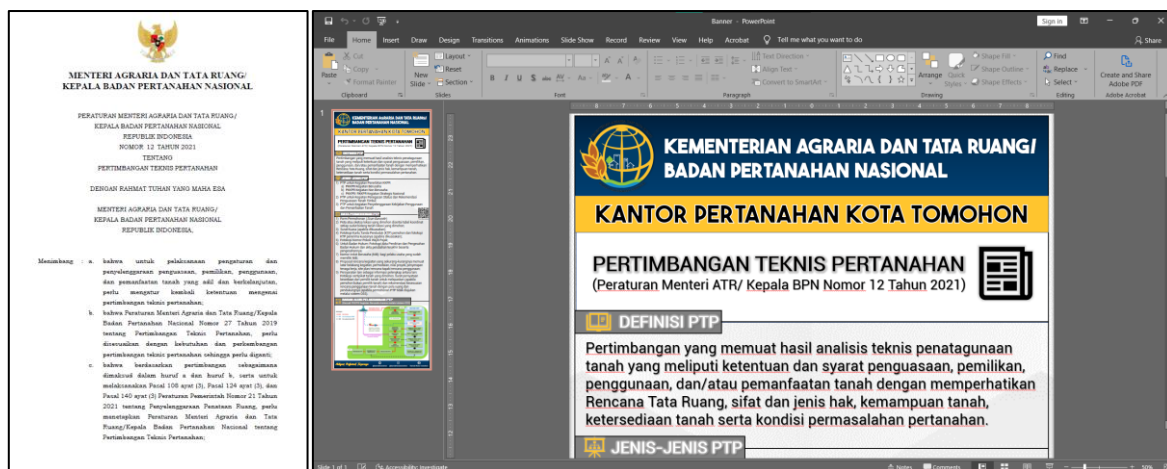 MENTERI AGRARIA DAN TATA RUANG/
KEPALA BADAN PERTANAHAN NASIONAL
PERATURAN MENTERI AGRARIA DAN TATA RUANG/
KEPALA BADAN PERTANAHAN NASIONAL
REPUBLIK INDONESIA
NOMOR 12 TAHUN 2021
TENTANG
PERTIMBANGAN TEKNIS PERTANAHAN
DENGAN RAHMAT TUHAN YANG MAHA ESA
MENTERI AGRARIA DAN TATA RUANG/
KEPALA BADAN PERTANAHAN NASIONAL
REPUBLIK INDONESIA,
Menimbang : a. bahwa untuk pelaksanaan pengaturan dan
penyelenggaraan penguasaan, pemilikan, penggunaan,
dan pemanfaatan tanah yang adil dan berkelanjutan,
perlu mengatur kembali ketentuan mengenai
pertimbangan teknis pertanahan;
b. bahwa Peraturan Menteri Agraria dan Tata Ruang/Kepala
Badan Pertanahan Nasional Nomor 27 Tahun 2019
tentang Pertimbangan Teknis Pertanahan, perlu
disesuaikan dengan kebutuhan dan perkembangan
pertimbangan teknis pertanahan sehingga perlu diganti;
c. bahwa berdasarkan pertimbangan sebagaimana
dimaksud dalam huruf a dan huruf b, serta untuk
melaksanakan Pasal 108 ayat (3), Pasal 124 ayat (3), dan
Pasal 140 ayat (3) Peraturan Pemerintah Nomor 21 Tahun
2021 tentang Penyelenggaraan Penataan Ruang, perlu
menetapkan Peraturan Menteri Agraria dan Tata
Ruang/Kepala Badan Pertanahan Nasional tentang
Pertimbangan Teknis Pertanahan;
Banner - PowerPoint
Sign in
File Home Insert Draw Design Transitions Animations Slide Show Record Review View Help Acrobat Tell me what you want to do
Share
Paste
Cut
Copy
Format Painter
Clipboard
New
Slide
Layout
Reset
Section
Slides
Font
Text Direction
Align Text
Convert to SmartArt
Paragraph
Arrange
Quick
Styles
Shape Fill
Shape Outline
Shape Effects
Drawing
Find
Replace
Select
Editing
Create and Share
Adobe PDF
Adobe Acrobat
1
KEMENTERIAN AGRARIA DAN TATA RUANG/
BADAN PERTANAHAN NASIONAL
KANTOR PERTANAHAN KOTA TOMOHON
PERTIMBANGAN TEKNIS PERTANAHAN
(Peraturan Menteri ATR/ Kepala BPN Nomor 12 Tahun 2021)
DEFINISI PTP
Pertimbangan yang memuat hasil analisis teknis penatagunaan
tanah yang meliputi ketentuan dan syarat penguasaan, pemilikan,
penggunaan, dan/atau pemanfaatan tanah dengan memperhatikan
Rencana Tata Ruang, sifat dan jenis hak, kemampuan tanah,
ketersediaan tanah serta kondisi permasalahan pertanahan.
JENIS-JENIS PTP
Slide 1 of 1
Accessibility: Investigate
Notes
Comments
50%